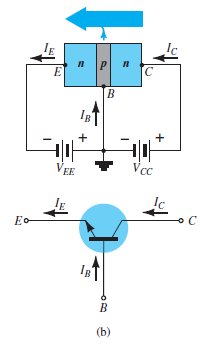 I_E I_C
n p n
E C
B
I_B
− + − +
V_EE V_CC
I_E I_C
E C
I_B
B
(b)